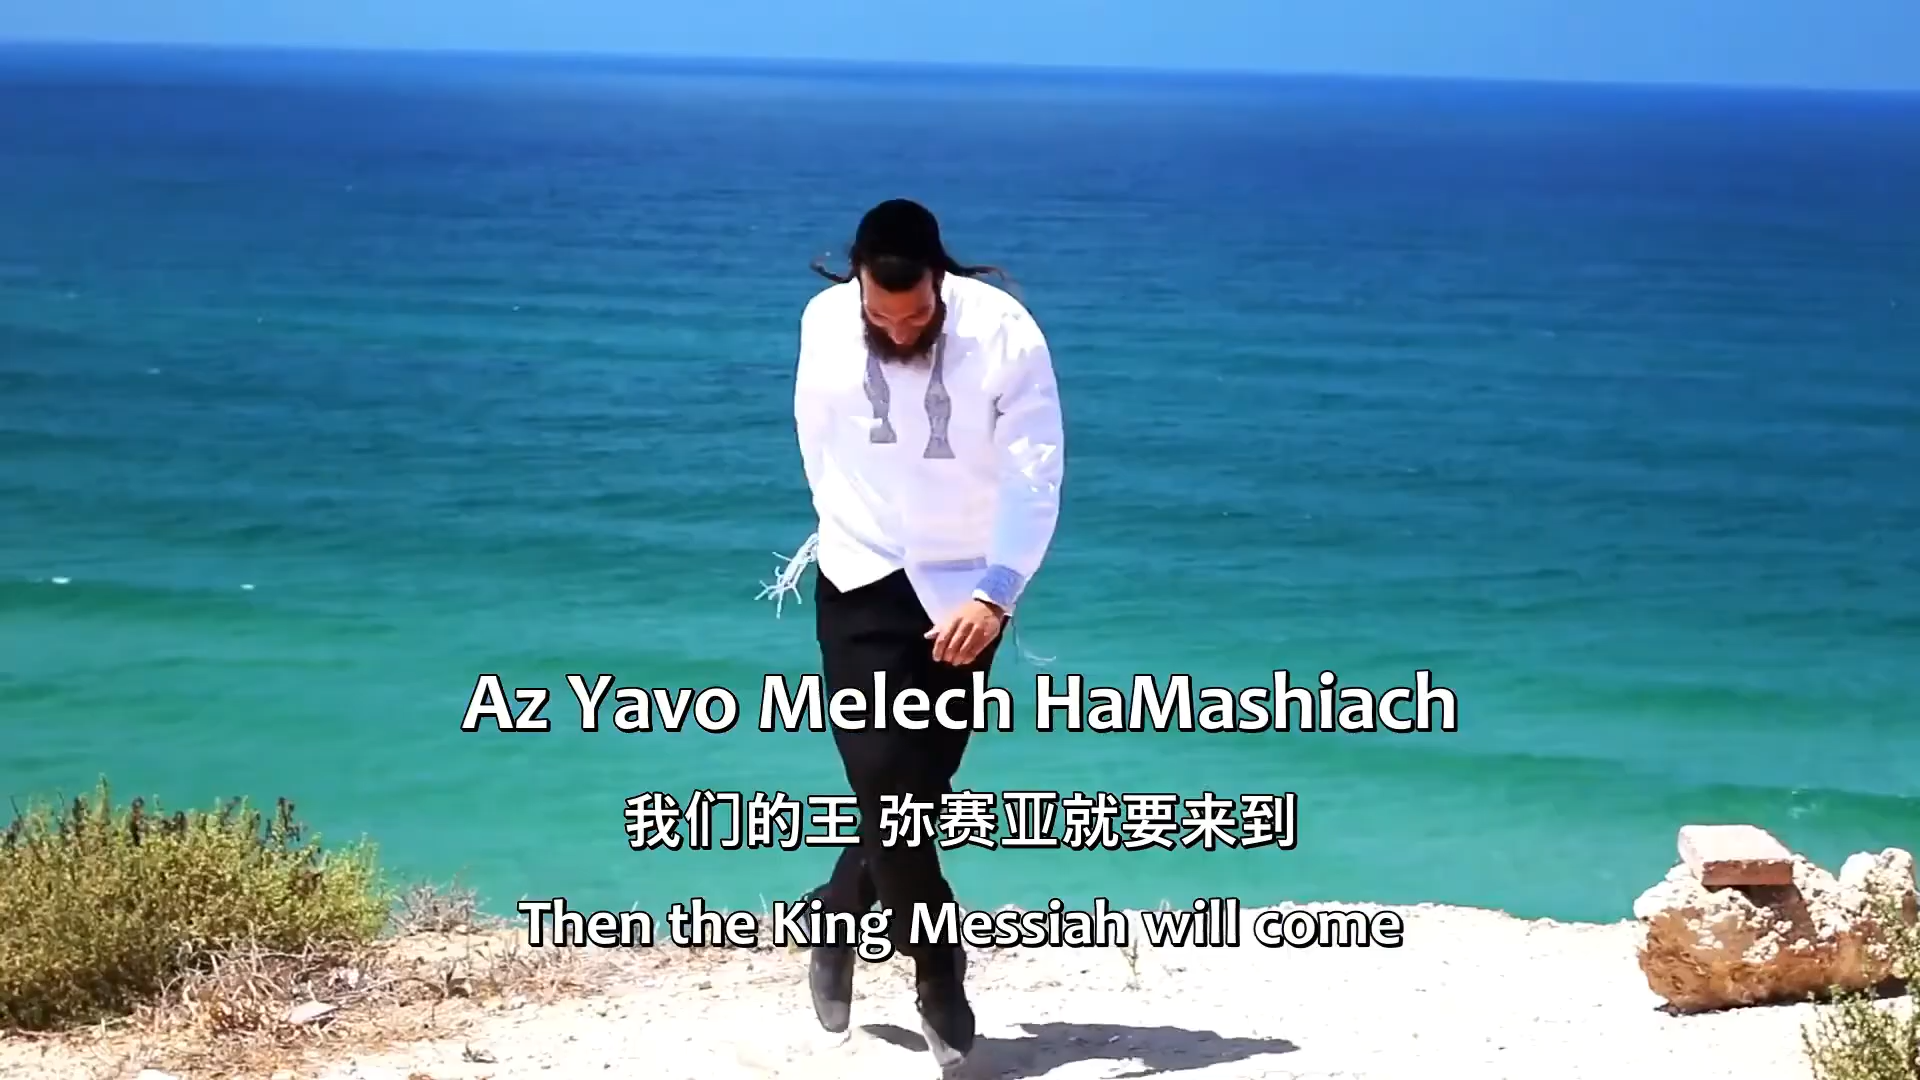 Az Yavo Melech HaMashiach
我们的王 弥赛亚就要来到
Then the King Messiah will come